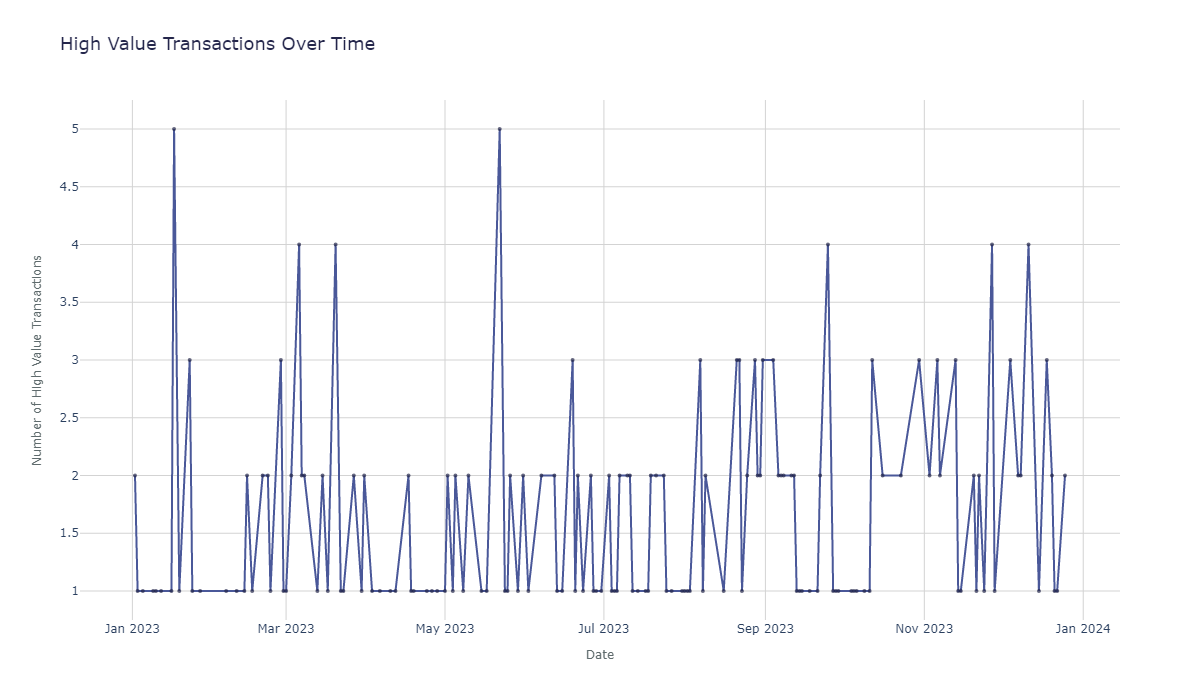 High Value Transactions Over Time
Number of High Value Transactions
5
4.5
4
3.5
3
2.5
2
1.5
1
Jan 2023
Mar 2023
May 2023
Jul 2023
Sep 2023
Nov 2023
Jan 2024
Date